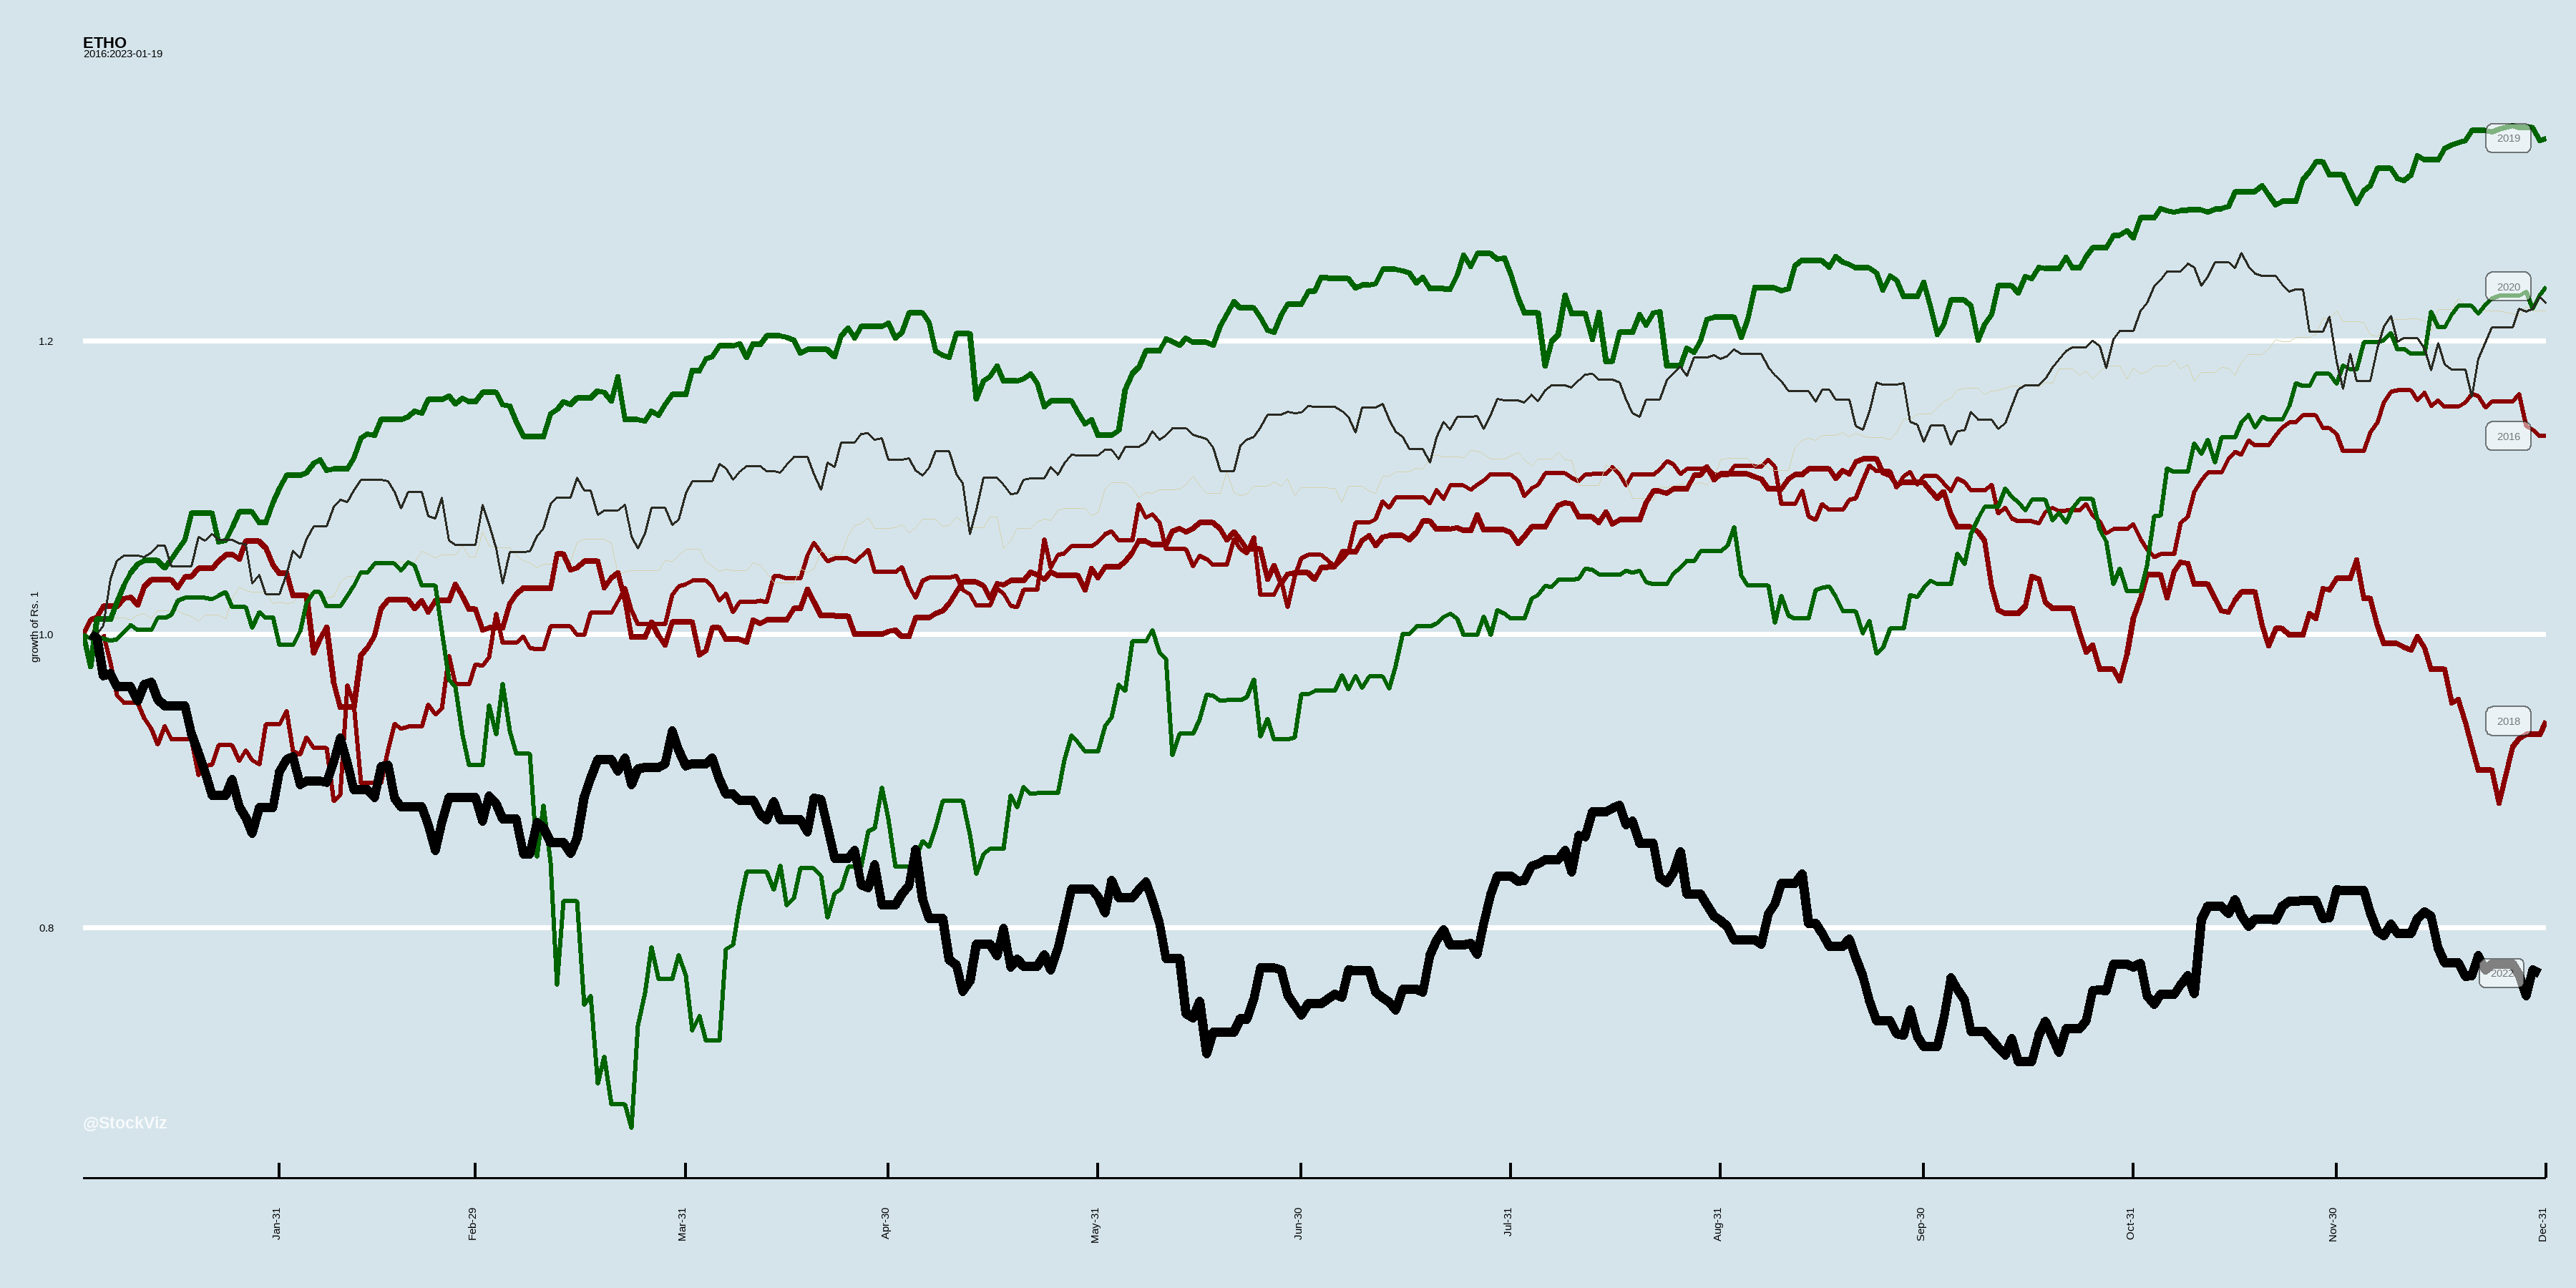 ETHO
2016:2023-01-19
2019
1.2
2020
2016
growth of Rs. 1
1.0
2018
0.8
2022
@StockViz
Jan-31
Feb-29
Mar-31
Apr-30
May-31
Jun-30
Jul-31
Aug-31
Sep-30
Oct-31
Nov-30
Dec-31